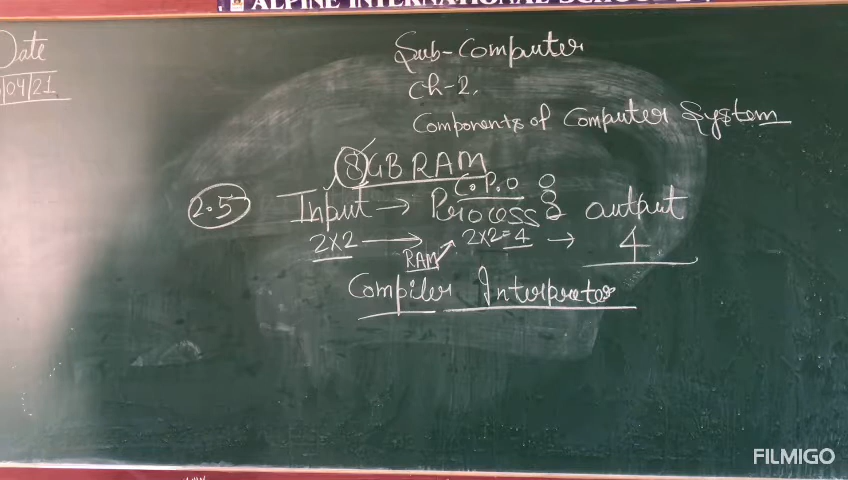 ALPINE INTERNATIONAL SCHOOL
Date
/04/21
Sub-Computer
Ch-2.
Components of Computer System
8GB RAM
C.P.O
2.5 Input → Process & output
2x2 → 2x2=4 → 4
RAM
Compiler Interpreter
FILMIGO